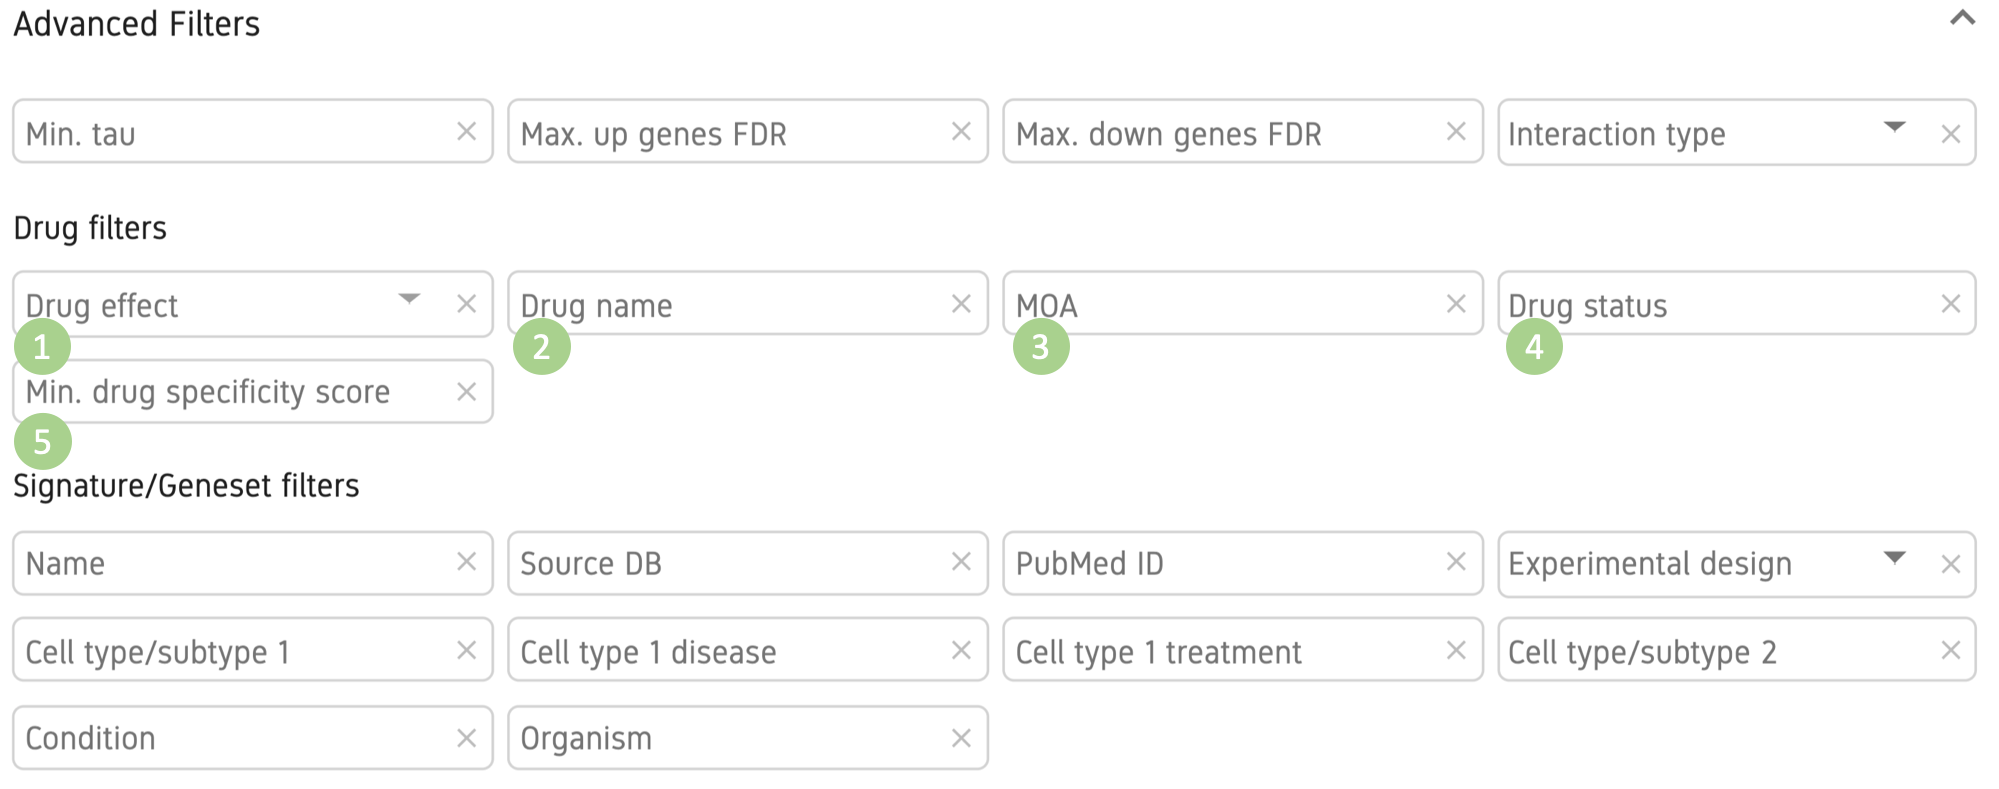 Advanced Filters
Min. tau
Max. up genes FDR
Max. down genes FDR
Interaction type
Drug filters
Drug effect
Drug name
MOA
Drug status
1
2
3
4
Min. drug specificity score
5
Signature/Geneset filters
Name
Source DB
PubMed ID
Experimental design
Cell type/subtype 1
Cell type 1 disease
Cell type 1 treatment
Cell type/subtype 2
Condition
Organism